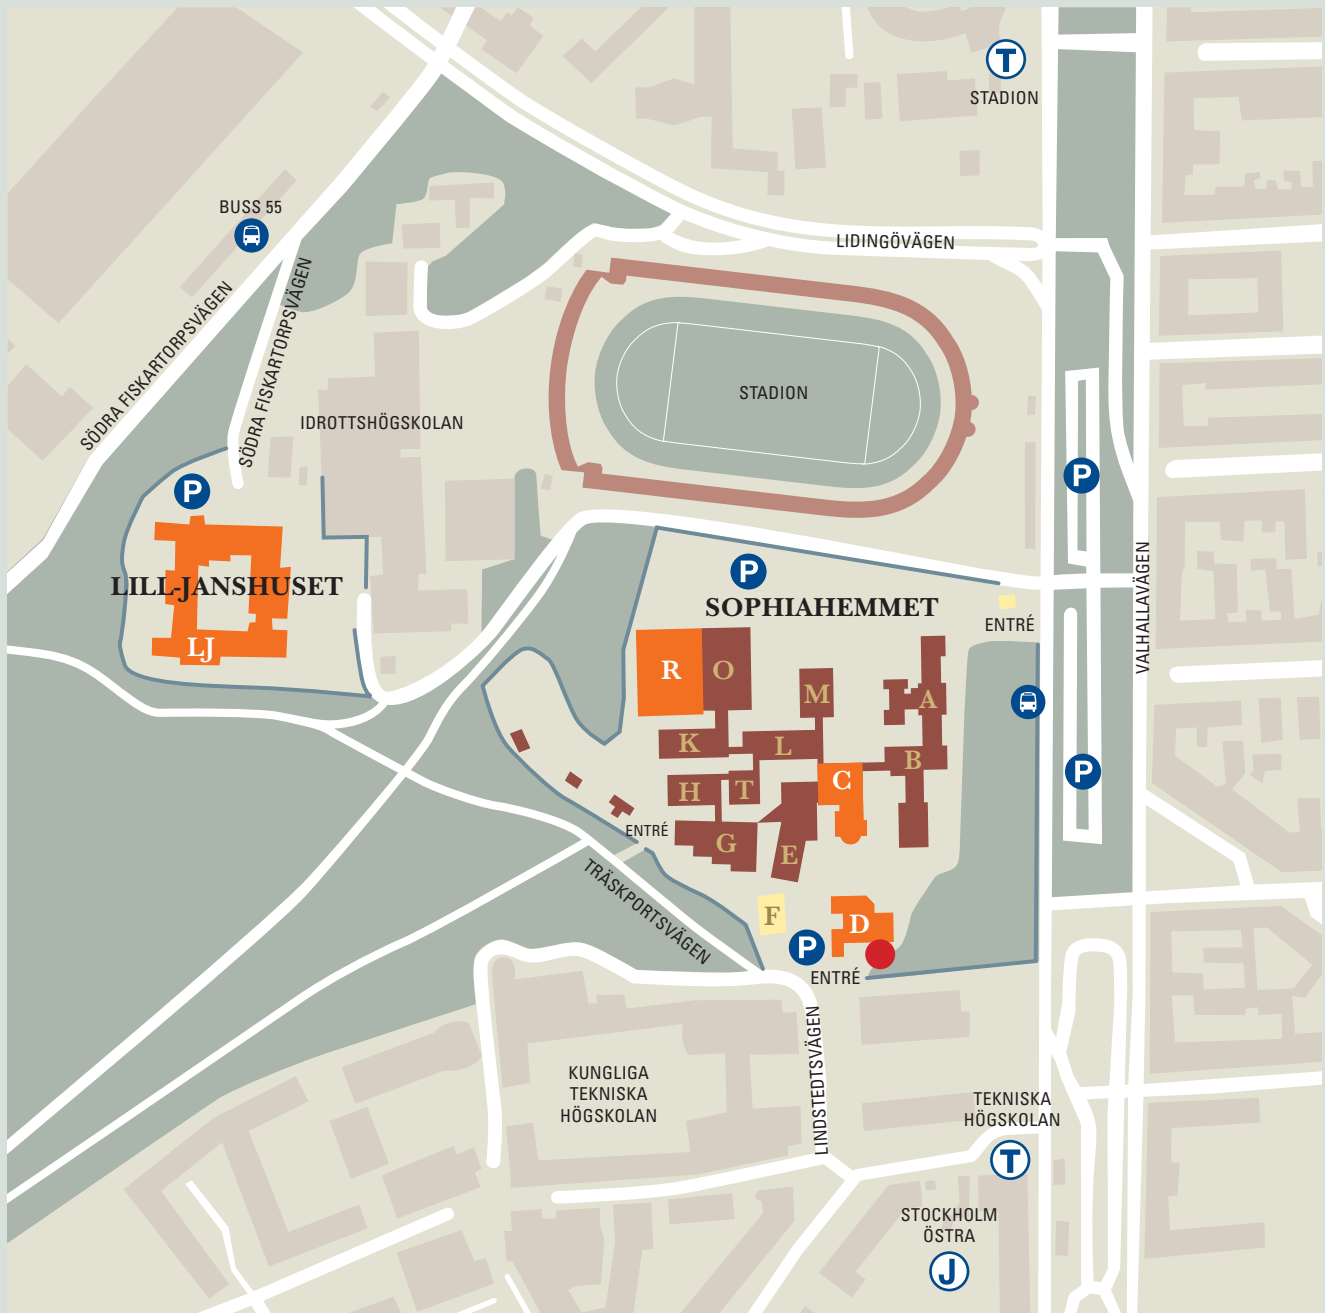 T
STADION
BUSS 55
LIDINGÖVÄGEN
SÖDRA FISKARTORPSVÄGEN
SÖDRA FISKARTORPSVÄGEN
STADION
IDROTTSHÖGSKOLAN
P
P
P
LILL-JANSHUSET
LJ
SOPHIAHEMMET
ENTRÉ
VALHALLAVÄGEN
R
O
M
A
K
L
B
C
P
H
T
G
E
ENTRÉ
TRÄSKPORTSVÄGEN
F
D
P
ENTRÉ
LINDSTEDTSVÄGEN
KUNGLIGA
TEKNISKA
HÖGSKOLAN
TEKNISKA
HÖGSKOLAN
T
STOCKHOLM
ÖSTRA
J